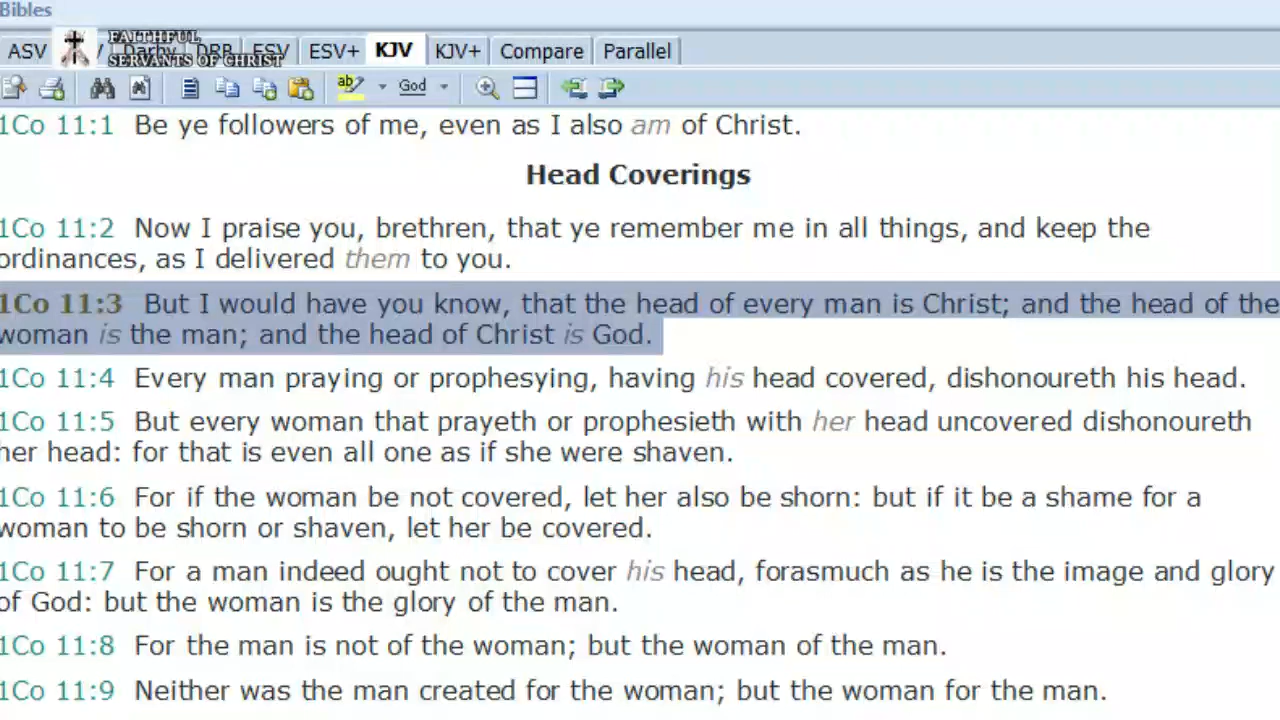 Bibles
ASV Darby DRB ESV ESV+ KJV KJV+ Compare Parallel
FAITHFUL
SERVANTS OF CHRIST
ab God
1Co 11:1 Be ye followers of me, even as I also am of Christ.
Head Coverings
1Co 11:2 Now I praise you, brethren, that ye remember me in all things, and keep the
ordinances, as I delivered them to you.
1Co 11:3 But I would have you know, that the head of every man is Christ; and the head of the
woman is the man; and the head of Christ is God.
1Co 11:4 Every man praying or prophesying, having his head covered, dishonoureth his head.
1Co 11:5 But every woman that prayeth or prophesieth with her head uncovered dishonoureth
her head: for that is even all one as if she were shaven.
1Co 11:6 For if the woman be not covered, let her also be shorn: but if it be a shame for a
woman to be shorn or shaven, let her be covered.
1Co 11:7 For a man indeed ought not to cover his head, forasmuch as he is the image and glory
of God: but the woman is the glory of the man.
1Co 11:8 For the man is not of the woman; but the woman of the man.
1Co 11:9 Neither was the man created for the woman; but the woman for the man.